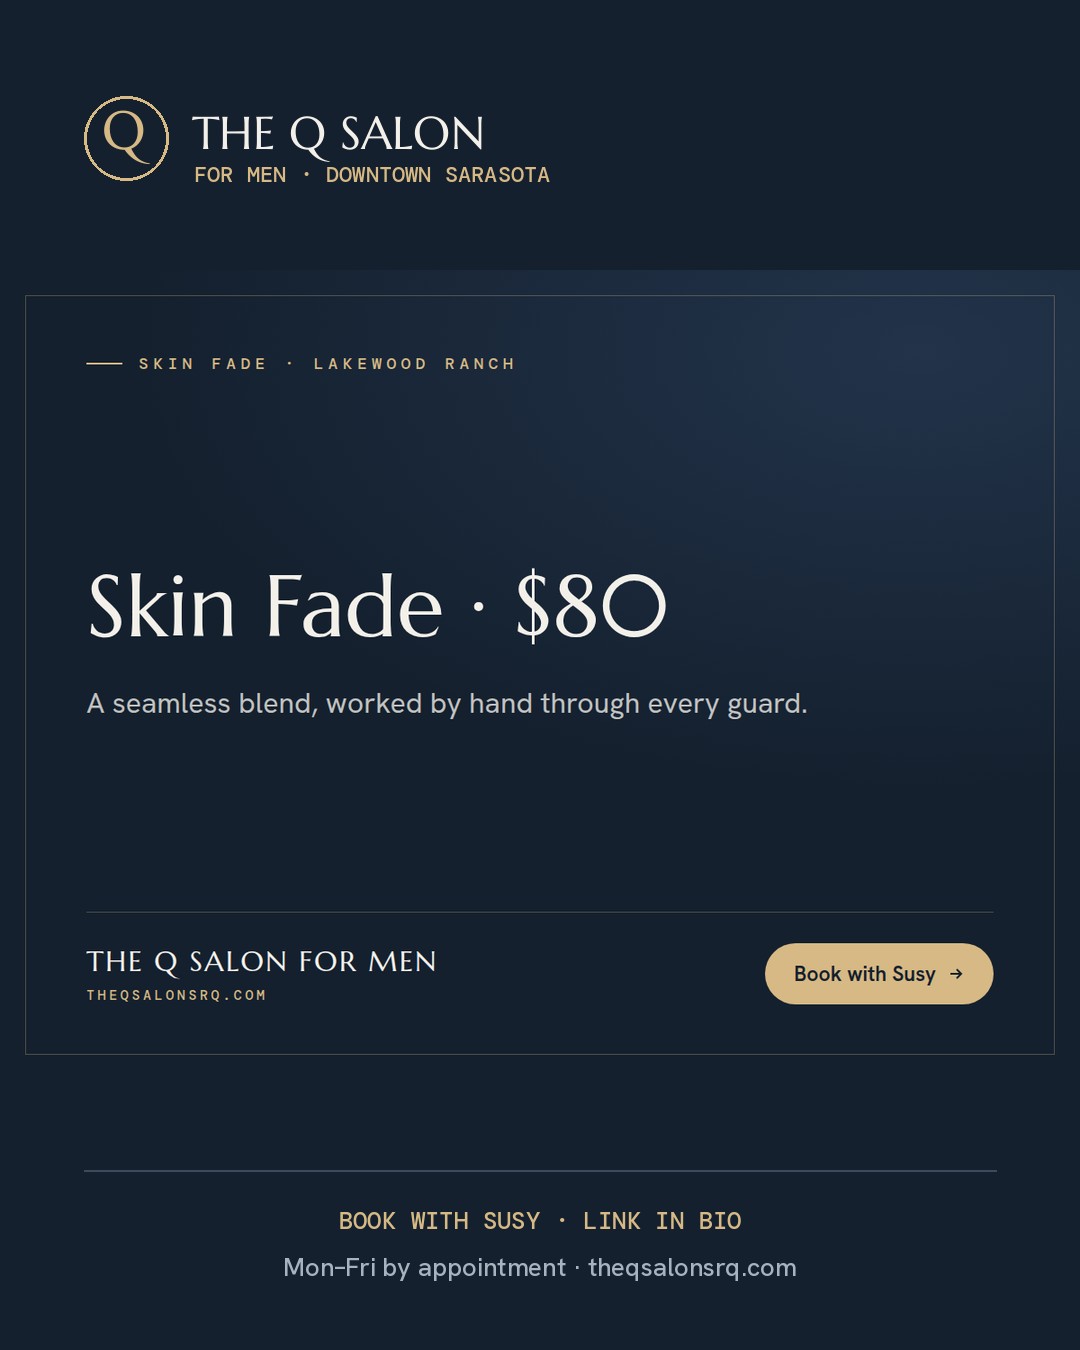 Q
THE Q SALON
FOR MEN · DOWNTOWN SARASOTA
SKIN FADE · LAKEWOOD RANCH
Skin Fade · $80
A seamless blend, worked by hand through every guard.
THE Q SALON FOR MEN
THEQSALONSRQ.COM
Book with Susy →
BOOK WITH SUSY · LINK IN BIO
Mon–Fri by appointment · theqsalonsrq.com